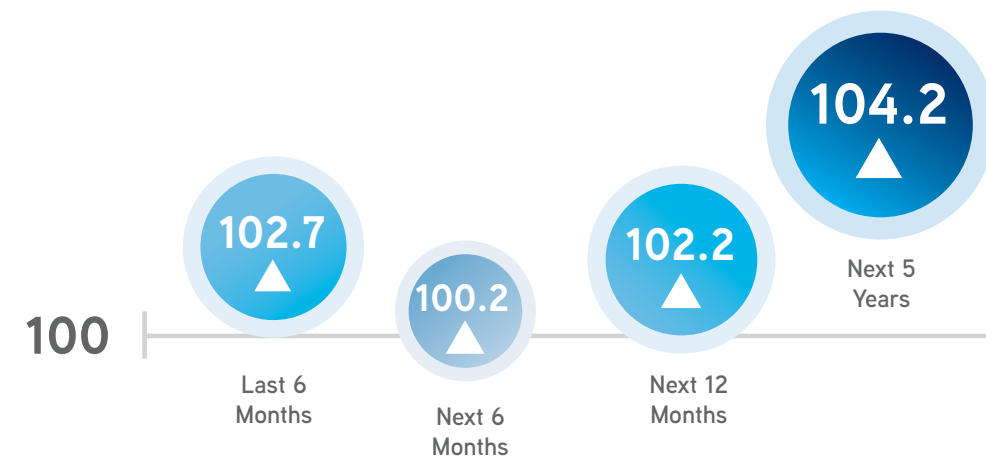 100
102.7
Last 6
Months
100.2
Next 6
Months
102.2
Next 12
Months
104.2
Next 5
Years